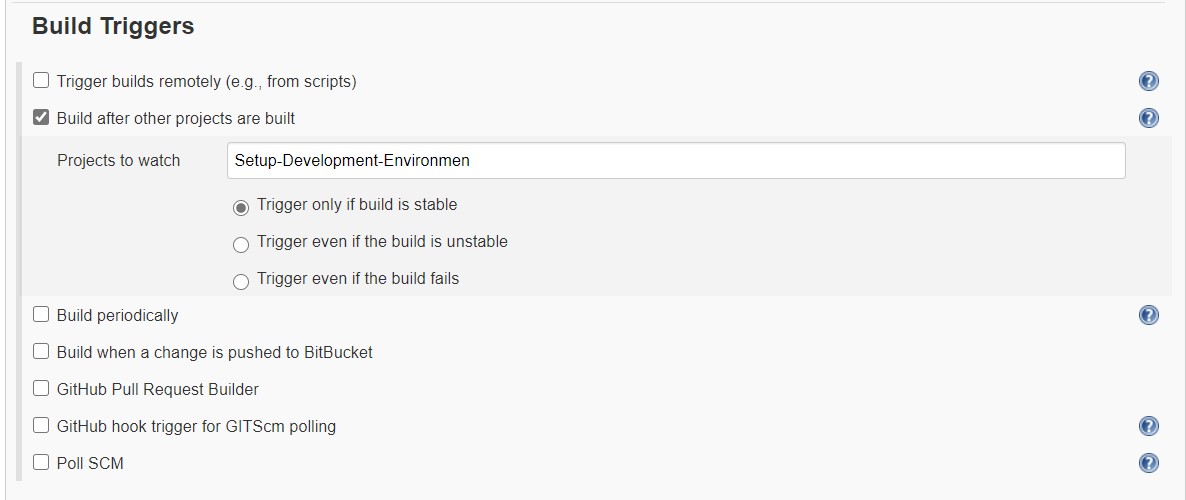 Build Triggers
Trigger builds remotely (e.g., from scripts)
Build after other projects are built
Projects to watch Setup-Development-Environmen
Trigger only if build is stable
Trigger even if the build is unstable
Trigger even if the build fails
Build periodically
Build when a change is pushed to BitBucket
GitHub Pull Request Builder
GitHub hook trigger for GITScm polling
Poll SCM